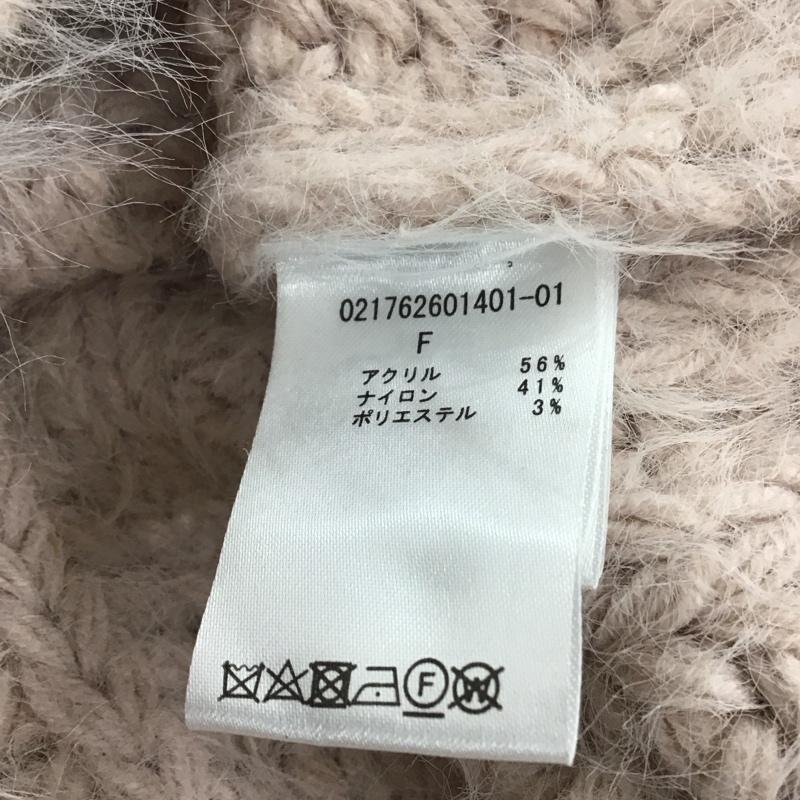 021762601401-01
F
アクリル 56%
ナイロン 41%
ポリエステル 3%
F W